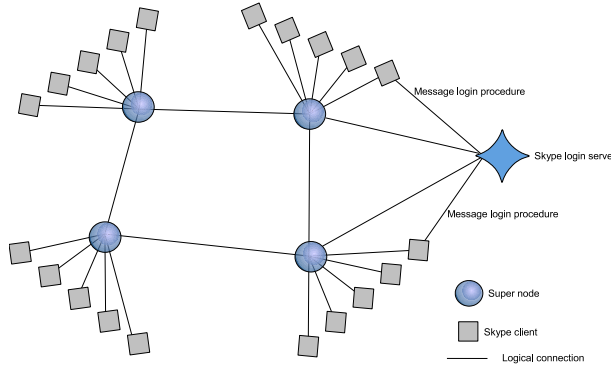 Message login procedure
Skype login serve
Message login procedure
Super node
Skype client
Logical connection